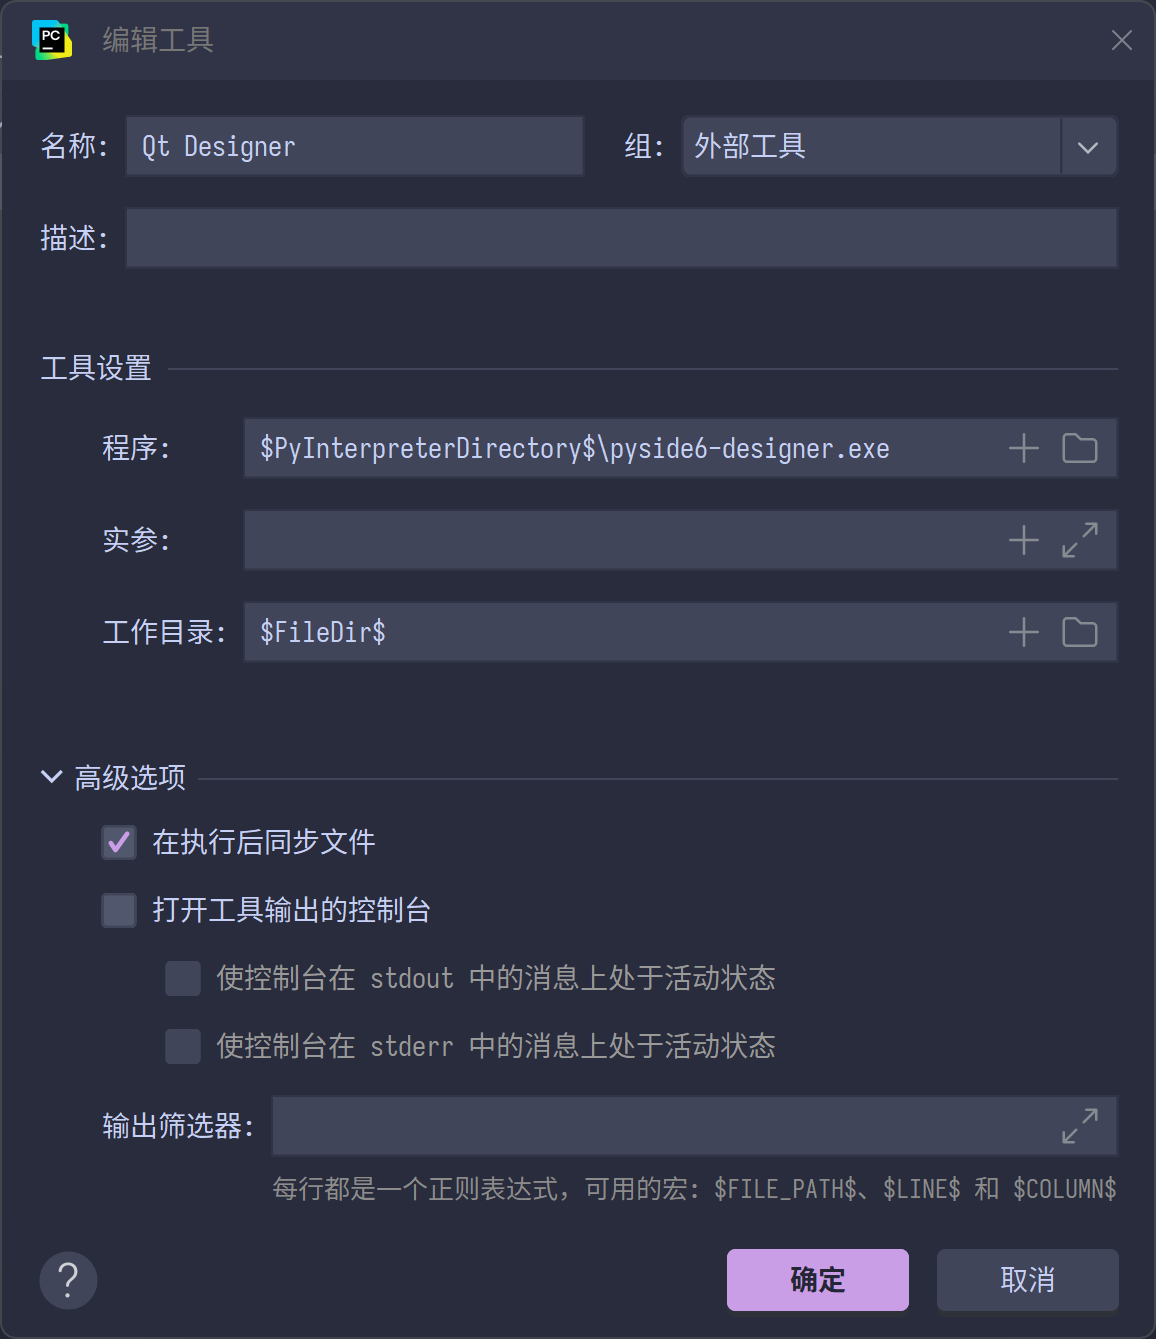 PC 编辑工具
名称: Qt Designer 组: 外部工具
描述:
工具设置
程序: $PyInterpreterDirectory$\pyside6-designer.exe
实参:
工作目录: $FileDir$
高级选项
在执行后同步文件
打开工具输出的控制台
使控制台在 stdout 中的消息上处于活动状态
使控制台在 stderr 中的消息上处于活动状态
输出筛选器:
每行都是一个正则表达式，可用的宏: $FILE_PATH$、$LINE$ 和 $COLUMN$
? 确定 取消